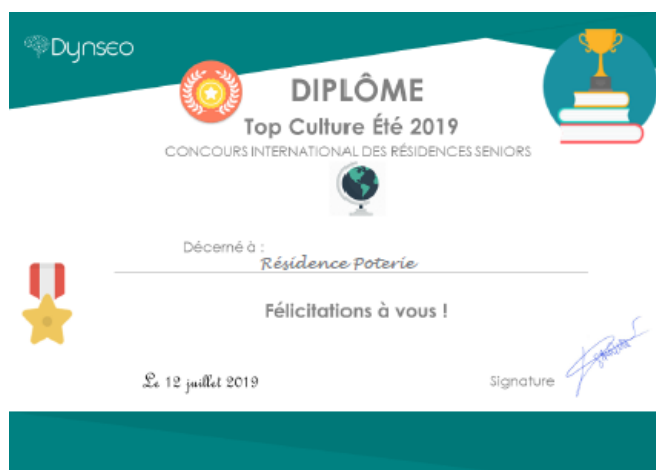 Dynseo
DIPLÔME
Top Culture Été 2019
CONCOURS INTERNATIONAL DES RÉSIDENCES SENIORS
Décerné à :
Résidence Poterie
Félicitations à vous !
Le 12 juillet 2019
Signature